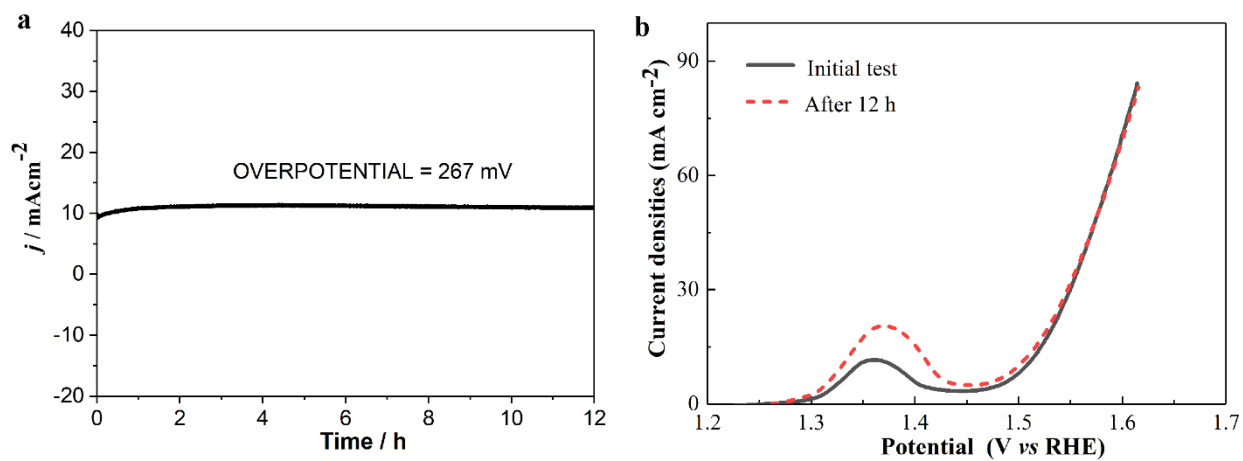 a
j / mAcm-2
40
30
20
10
0
-10
-20
OVERPOTENTIAL = 267 mV
0 2 4 6 8 10 12
Time / h
b
Current densities (mA cm-2)
90
60
30
0
Initial test
After 12 h
1.2 1.3 1.4 1.5 1.6 1.7
Potential (V vs RHE)